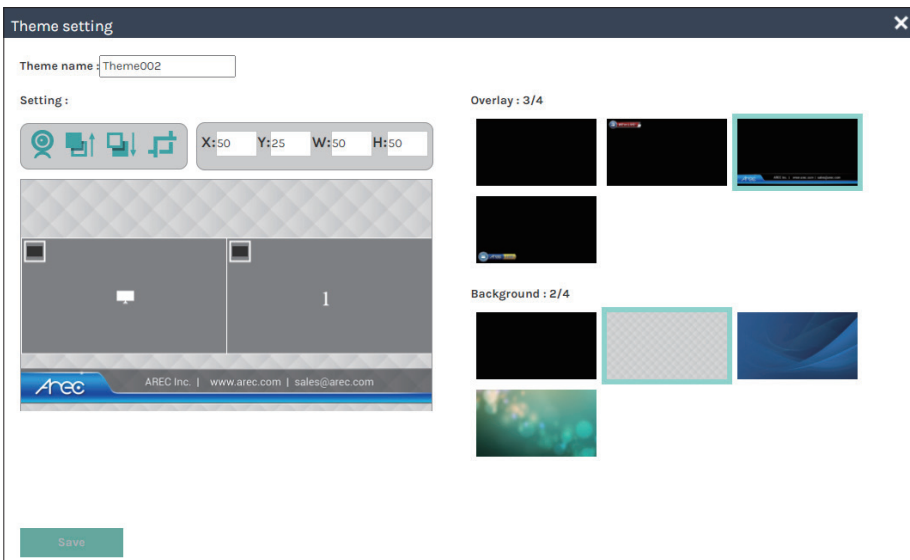 Theme setting
Theme name : Theme002
Setting :
X:50 Y:25 W:50 H:50
1
Arec AREC Inc. | www.arec.com | sales@arec.com
Save
Overlay : 3/4
Background : 2/4